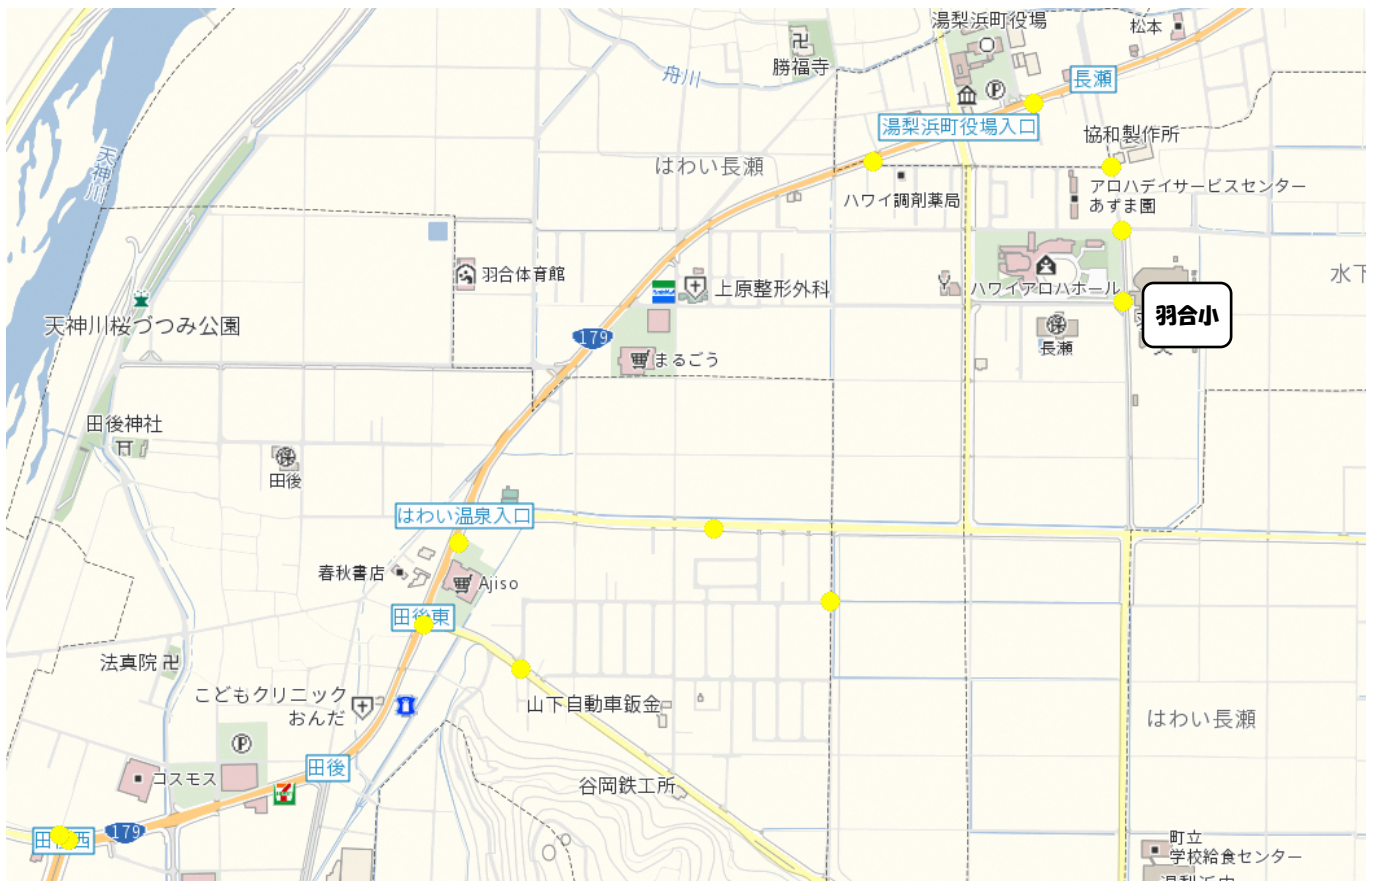 湯梨浜町役場
松本
勝福寺
舟川
長瀬
湯梨浜町役場入口
協和製作所
天神川
はわい長瀬
アロハデイサービスセンター
あずま園
ハワイ調剤薬局
羽合体育館
上原整形外科
ハワイアロハホール
水下
天神川桜づつみ公園
羽合小
179
長瀬
まるごう
田後神社
田後
はわい温泉入口
春秋書店
Ajiso
田後東
法真院
こどもクリニック
おんだ
山下自動車鈑金
はわい長瀬
田後
コスモス
谷岡鉄工所
179
町立
学校給食センター